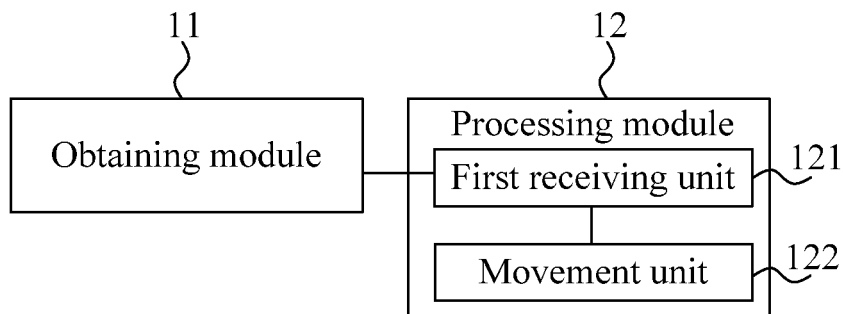 11
12
Obtaining module
Processing module
First receiving unit
121
Movement unit
122